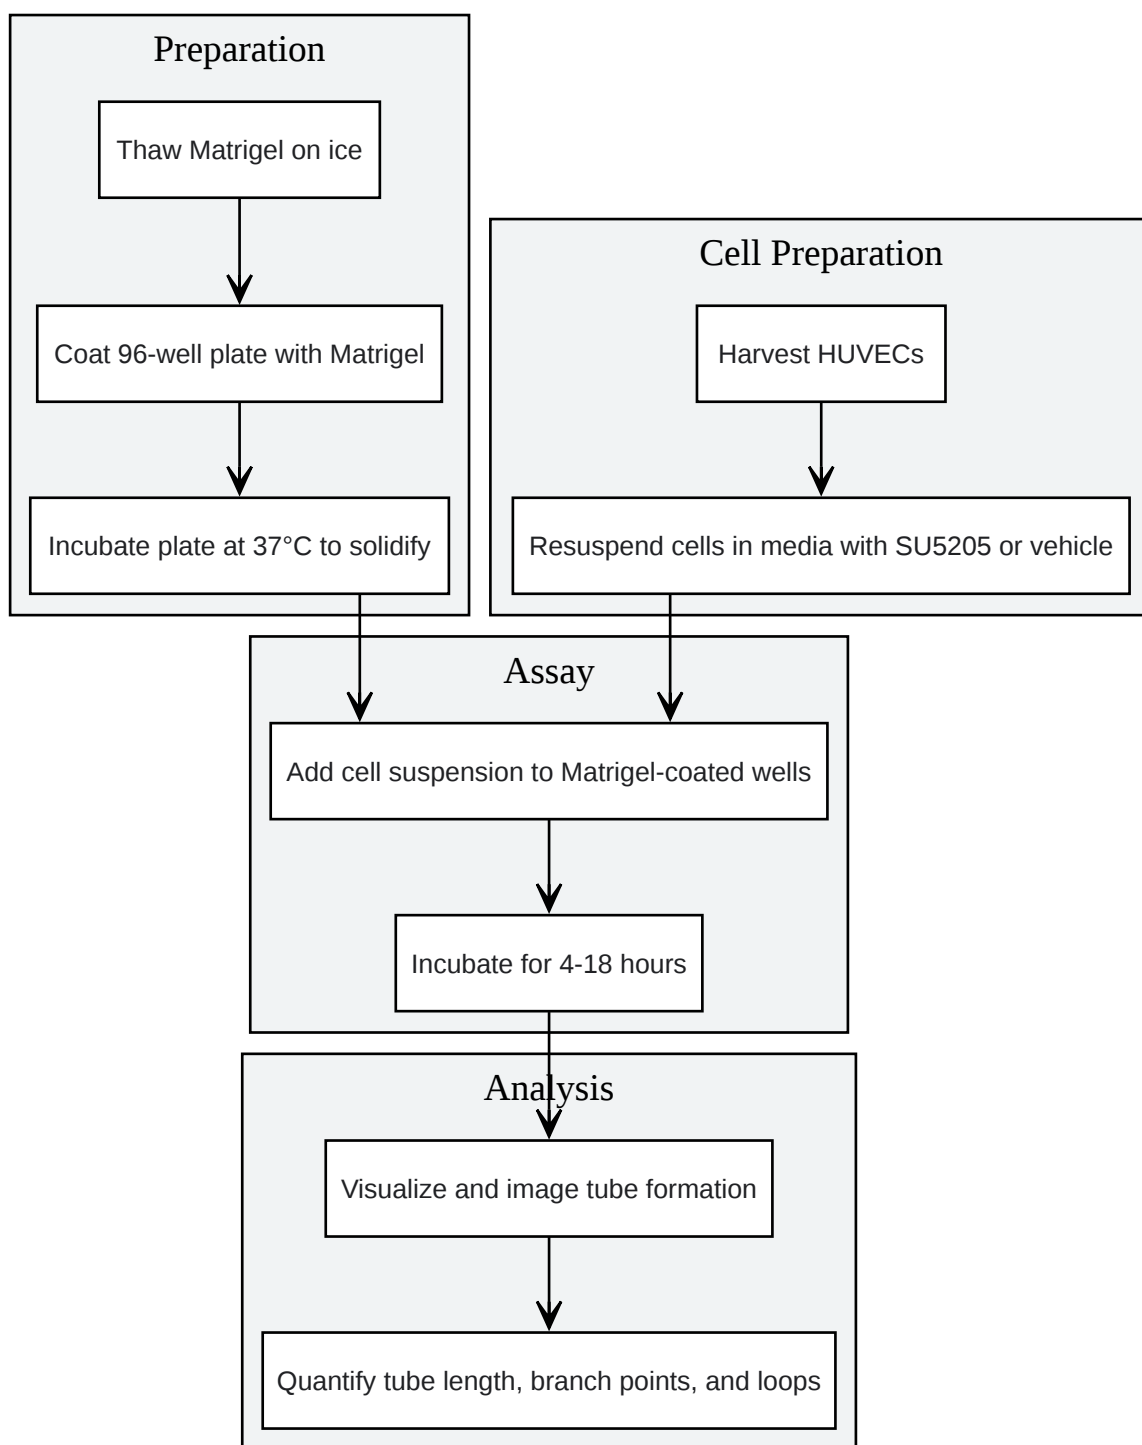 Preparation
Thaw Matrigel on ice
Coat 96-well plate with Matrigel
Incubate plate at 37°C to solidify
Cell Preparation
Harvest HUVECs
Resuspend cells in media with SU5205 or vehicle
Assay
Add cell suspension to Matrigel-coated wells
Incubate for 4-18 hours
Analysis
Visualize and image tube formation
Quantify tube length, branch points, and loops